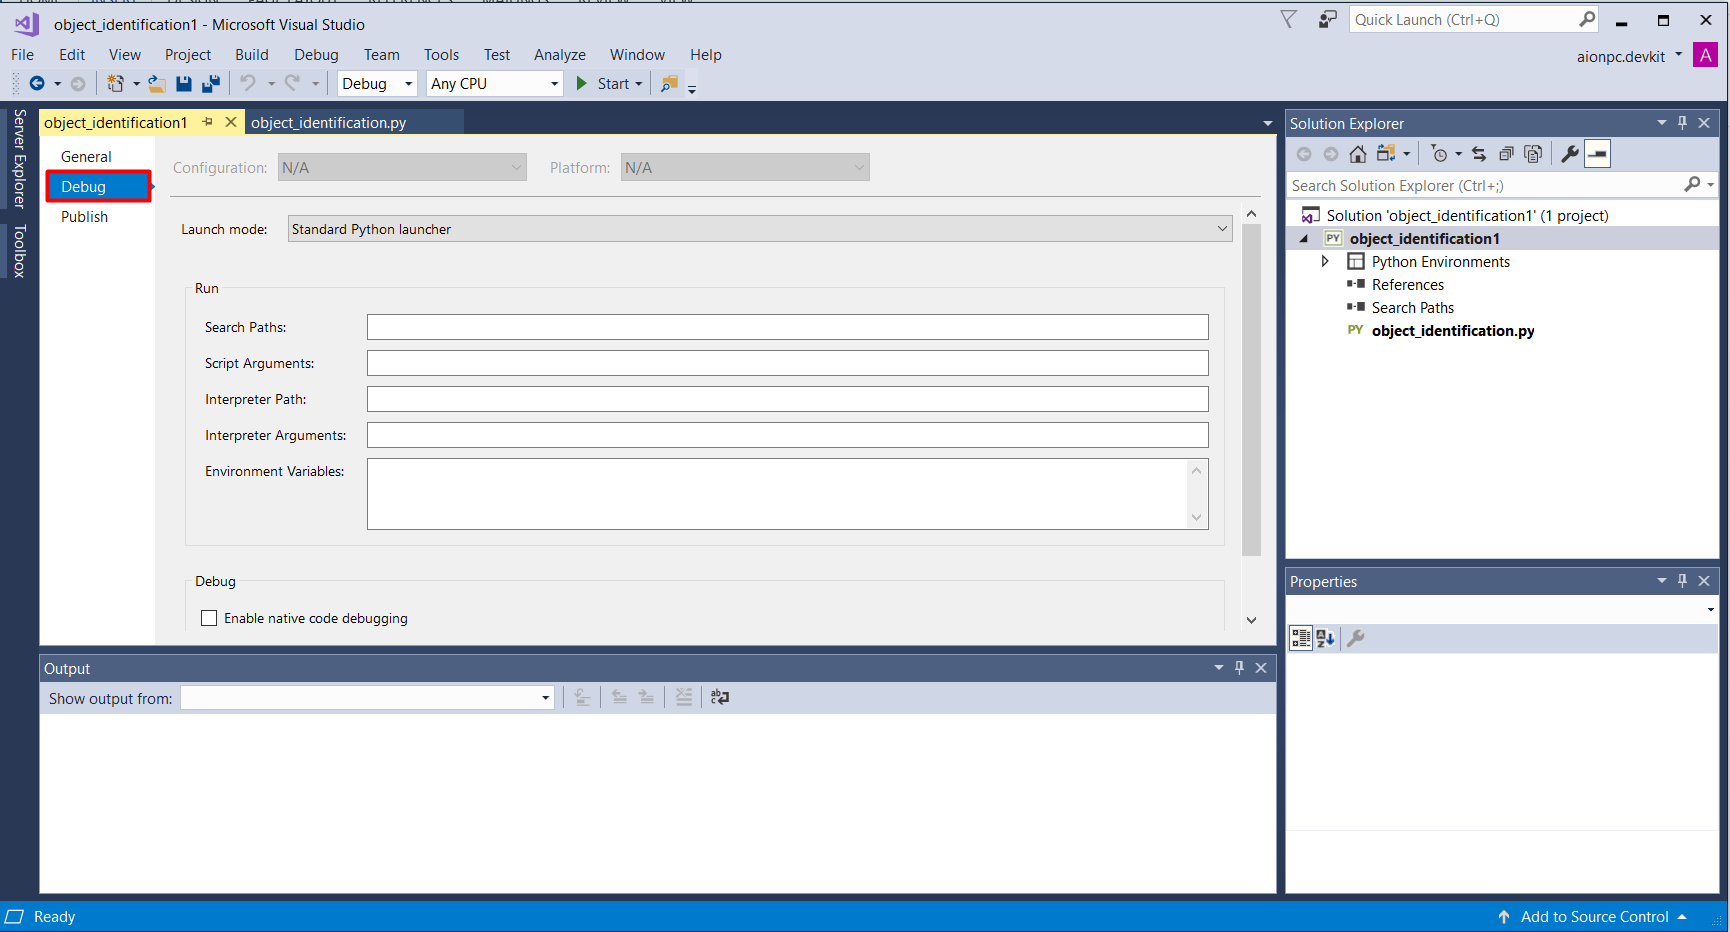 object_identification1 - Microsoft Visual Studio
Quick Launch (Ctrl+Q)
File Edit View Project Build Debug Team Tools Test Analyze Window Help
aionpc.devkit A
Debug Any CPU Start
Server Explorer
Toolbox
object_identification1 object_identification.py
General
Debug
Publish
Configuration: N/A Platform: N/A
Launch mode: Standard Python launcher
Run
Search Paths:
Script Arguments:
Interpreter Path:
Interpreter Arguments:
Environment Variables:
Debug
Enable native code debugging
Output
Show output from:
Solution Explorer
Search Solution Explorer (Ctrl+;)
Solution 'object_identification1' (1 project)
PY object_identification1
Python Environments
References
Search Paths
PY object_identification.py
Properties
Ready
Add to Source Control